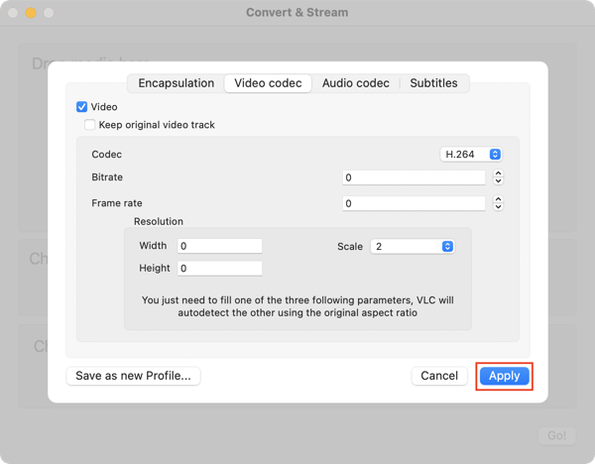 Convert & Stream
Drop media here
Encapsulation Video codec Audio codec Subtitles
Video
Keep original video track
Codec H.264
Bitrate 0
Frame rate 0
Resolution
Width 0 Scale 2
Height 0
You just need to fill one of the three following parameters, VLC will
autodetect the other using the original aspect ratio
Ch
Ch
Save as new Profile... Cancel Apply
Go!